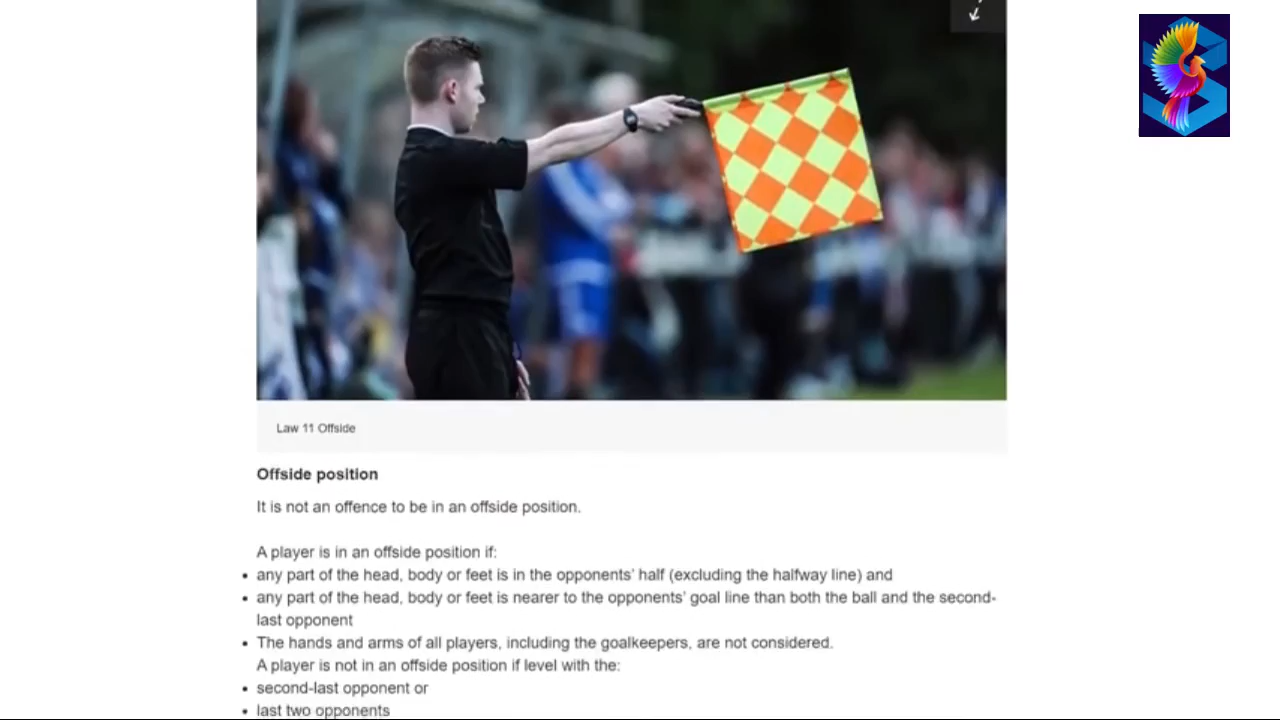 Law 11 Offside
Offside position
It is not an offence to be in an offside position.
A player is in an offside position if:
• any part of the head, body or feet is in the opponents' half (excluding the halfway line) and
• any part of the head, body or feet is nearer to the opponents' goal line than both the ball and the second-
last opponent
• The hands and arms of all players, including the goalkeepers, are not considered.
A player is not in an offside position if level with the:
• second-last opponent or
• last two opponents